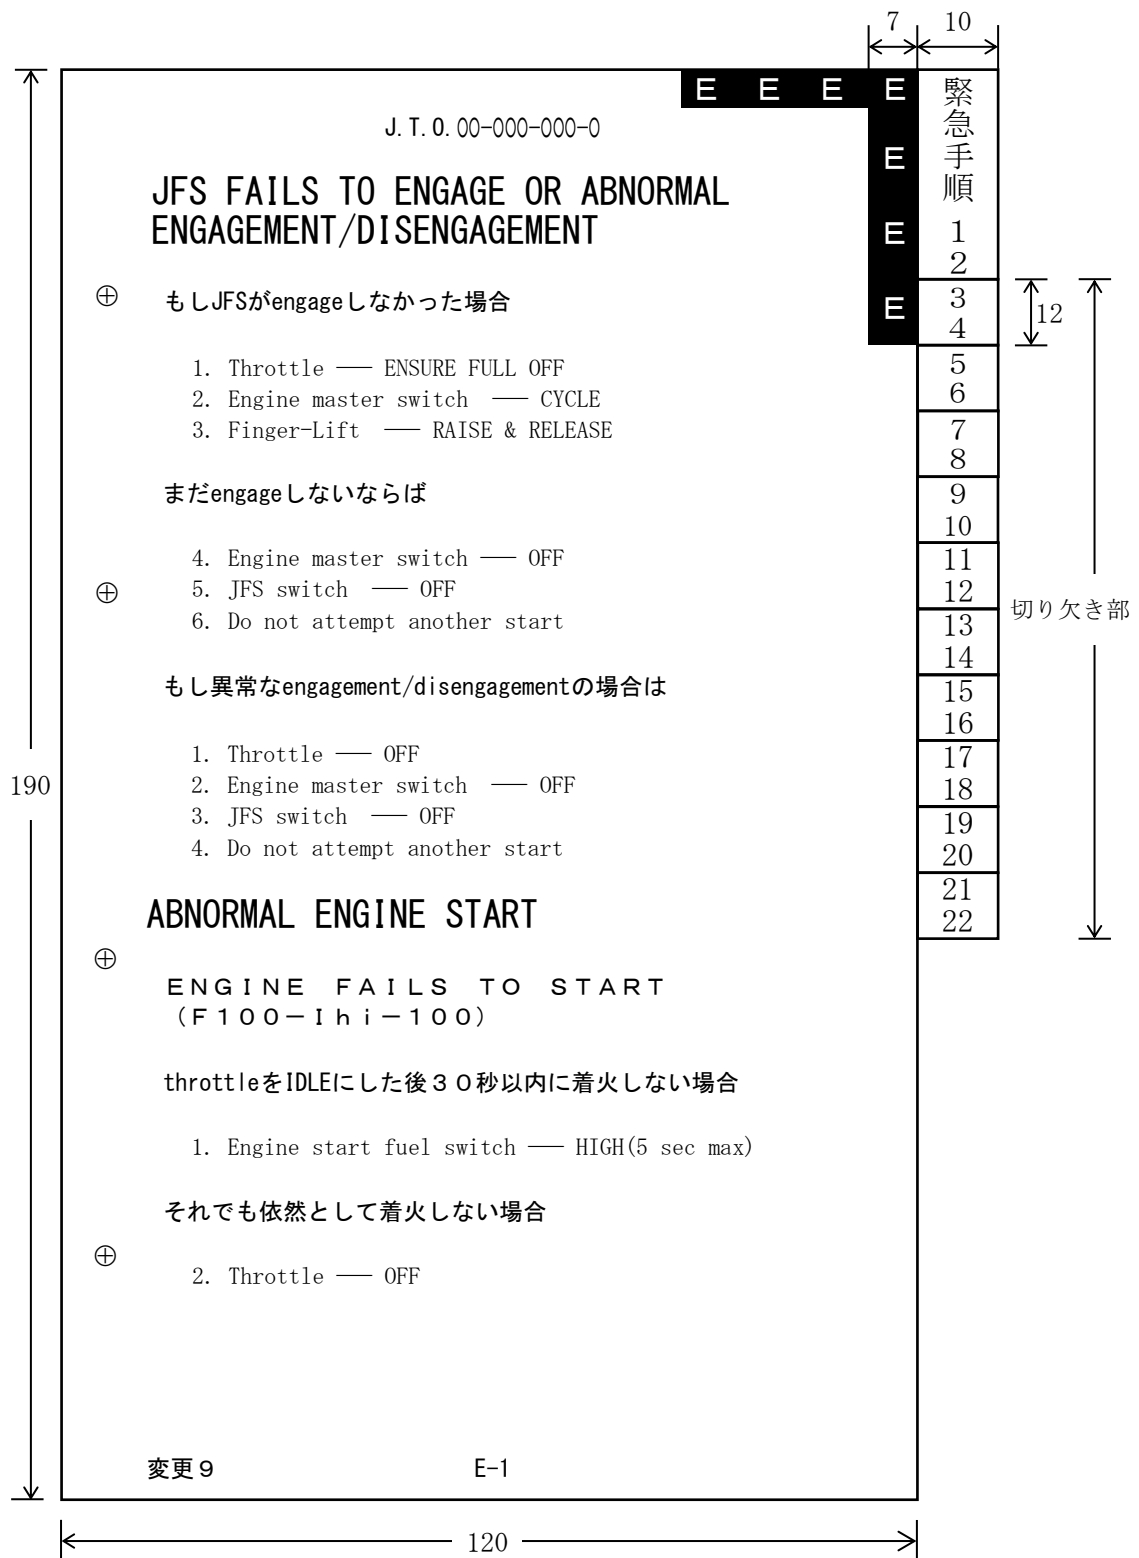 7
10
E E E E
E
E
E
緊急手順
1
2
3
4
5
6
7
8
9
10
11
12
13
14
15
16
17
18
19
20
21
22
12
切り欠き部
190
J.T.O.00-000-000-0
JFS FAILS TO ENGAGE OR ABNORMAL
ENGAGEMENT/DISENGAGEMENT
もしJFSがengageしなかった場合
1. Throttle ── ENSURE FULL OFF
2. Engine master switch ── CYCLE
3. Finger-Lift ── RAISE & RELEASE
まだengageしないならば
4. Engine master switch ── OFF
5. JFS switch ── OFF
6. Do not attempt another start
もし異常なengagement/disengagementの場合は
1. Throttle ── OFF
2. Engine master switch ── OFF
3. JFS switch ── OFF
4. Do not attempt another start
ABNORMAL ENGINE START
ＥＮＧＩＮＥ ＦＡＩＬＳ ＴＯ ＳＴＡＲＴ
（Ｆ１００－Ｉｈｉ－１００）
throttleをIDLEにした後３０秒以内に着火しない場合
1. Engine start fuel switch ── HIGH(5 sec max)
それでも依然として着火しない場合
2. Throttle ── OFF
変更９ E-1
120